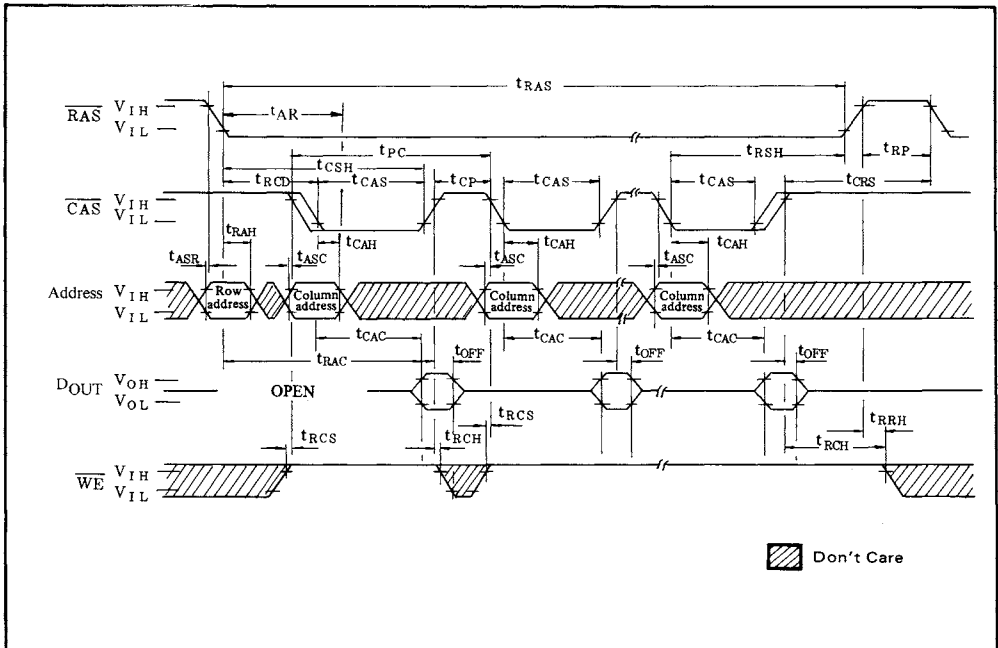 tRAS
RAS VIH VIL tAR
tPC tRSH tRP
tCSH
tRCD tCAS tCP tCAS tCAS tCRS
CAS VIH VIL
tRAH tCAH tCAH tCAH
tASR tASC tASC tASC
Address VIH VIL Row address Column address Column address Column address
tCAC tCAC tCAC
tRAC tOFF tOFF tOFF
DOUT VOH VOL OPEN
tRCS tRCH tRCS tRCH tRRH
WE VIH VIL
Don't Care